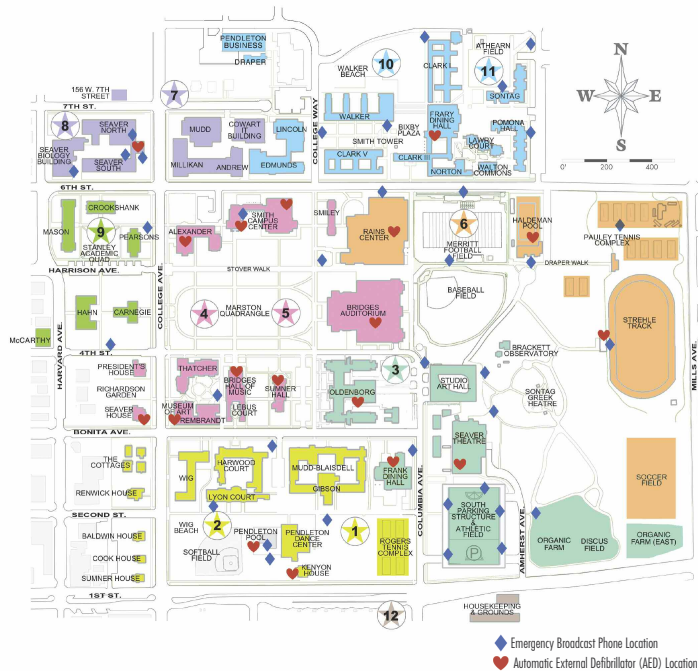 PENDLETON
BUSINESS
DRAPER
ATHEARN
FIELD
10
WALKER
BEACH
CLARK I
11
SONTAG
N
W
E
S
0'
200
400
156 W. 7TH
STREET
7
7TH ST.
8
SEAVER
NORTH
SEAVER
BIOLOGY
BUILDING
SEAVER
SOUTH
MUDD
COWART
IT
BUILDING
LINCOLN
MILLIKAN
ANDREW
EDMUNDS
COLLEGE WAY
WALKER
BIXBY
PLAZA
SMITH TOWER
CLARK V
CLARK III
FRARY
DINING
HALL
POMONA
HALL
LAWRY
COURT
NORTON
WALTON
COMMONS
6TH ST.
CROOKSHANK
MASON
9
PEARSONS
STANLEY
ACADEMIC
QUAD
HARRISON AVE.
ALEXANDER
SMITH
CAMPUS
CENTER
SMILEY
RAINS
CENTER
6
MERRITT
FOOTBALL
FIELD
HALDEMAN
POOL
PAULEY TENNIS
COMPLEX
DRAPER WALK
STOVER WALK
COLLEGE AVE.
HAHN
CARNEGIE
4
MARSTON
QUADRANGLE
5
BRIDGES
AUDITORIUM
BASEBALL
FIELD
STREHLE
TRACK
McCARTHY
HARVARD AVE.
4TH ST.
BRACKETT
OBSERVATORY
MILLS AVE.
PRESIDENT'S
HOUSE
RICHARDSON
GARDEN
SEAVER
HOUSE
THATCHER
BRIDGES
HALL OF
MUSIC
SUMNER
HALL
MUSEUM
OF ART
REMBRANDT
LEBUS
COURT
3
OLDENBORG
STUDIO
ART HALL
SONTAG
GREEK
THEATRE
BONITA AVE.
THE
COTTAGES
RENWICK HOUSE
WIG
HARWOOD
COURT
LYON COURT
MUDD-BLAISDELL
GIBSON
FRANK
DINING
HALL
SEAVER
THEATRE
SOCCER
FIELD
SECOND ST.
COLUMBIA AVE.
BALDWIN HOUSE
COOK HOUSE
SUMNER HOUSE
WIG
BEACH
2
SOFTBALL
FIELD
PENDLETON
POOL
PENDLETON
DANCE
CENTER
1
KENYON
HOUSE
ROGERS
TENNIS
COMPLEX
SOUTH
PARKING
STRUCTURE
&
ATHLETIC
FIELD
P
AMHERST AVE.
ORGANIC
FARM
DISCUS
FIELD
ORGANIC
FARM (EAST)
1ST ST.
12
HOUSEKEEPING
& GROUNDS
Emergency Broadcast Phone Location
Automatic External Defibrillator (AED) Location